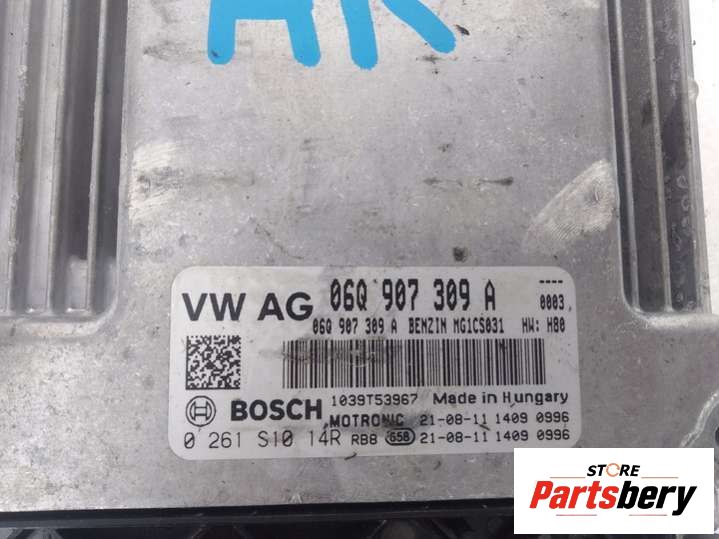 AK
VW AG 06Q 907 309 A ----
0003
06Q 907 309 A BENZIN MG1CS031 HW: H80
1039T53967 Made in Hungary
BOSCH MOTRONIC 21-08-11 1409 0996
0 261 S10 14R RBB 658 21-08-11 1409 0996
STORE
Partsbery